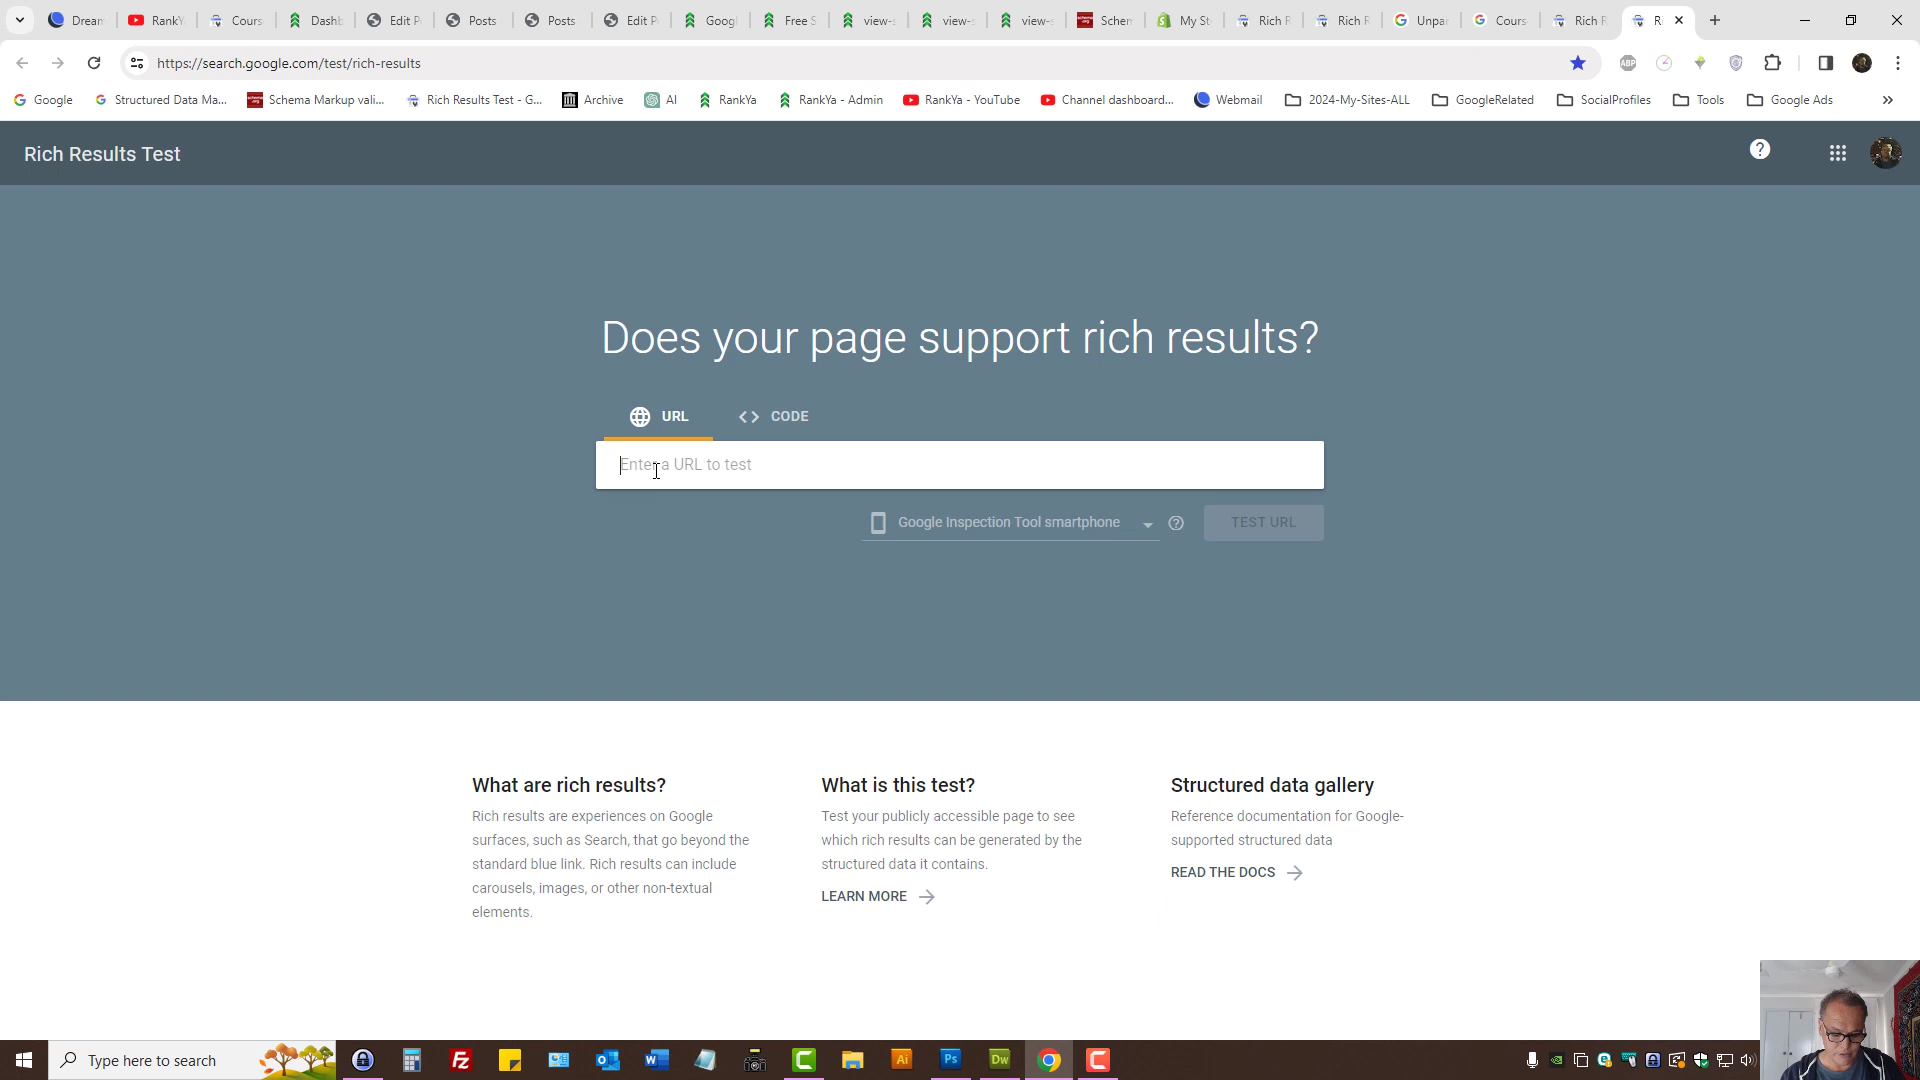 Dream
RankY
Cours
Dashb
Edit P
Posts
Posts
Edit P
Googl
Free S
view-s
view-s
view-s
Schem
My St
Rich R
Rich R
Unpar
Cours
Rich R
Ri
https://search.google.com/test/rich-results
ABP
Google
Structured Data Ma...
Schema Markup vali...
Rich Results Test - G...
Archive
AI
RankYa
RankYa - Admin
RankYa - YouTube
Channel dashboard...
Webmail
2024-My-Sites-ALL
GoogleRelated
SocialProfiles
Tools
Google Ads
Rich Results Test
Does your page support rich results?
URL
CODE
Enter a URL to test
Google Inspection Tool smartphone
TEST URL
What are rich results?
Rich results are experiences on Google
surfaces, such as Search, that go beyond the
standard blue link. Rich results can include
carousels, images, or other non-textual
elements.
What is this test?
Test your publicly accessible page to see
which rich results can be generated by the
structured data it contains.
LEARN MORE
Structured data gallery
Reference documentation for Google-
supported structured data
READ THE DOCS
Type here to search
Fz
Ai
Ps
Dw